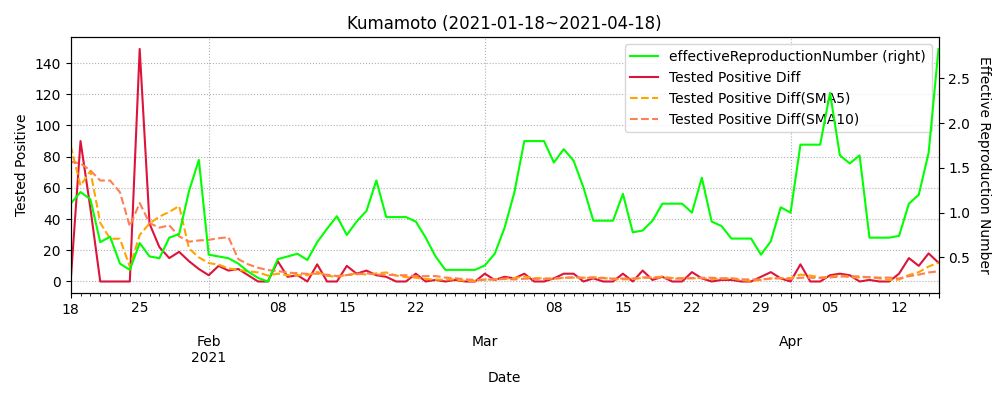 Kumamoto (2021-01-18~2021-04-18)
effectiveReproductionNumber (right)
Tested Positive Diff
Tested Positive Diff(SMA5)
Tested Positive Diff(SMA10)
Tested Positive
140
120
100
80
60
40
20
0
2.5
2.0
1.5
1.0
0.5
Effective Reproduction Number
18 25 08 15 22 08 15 22 29 05 12
Feb Mar Apr
2021
Date